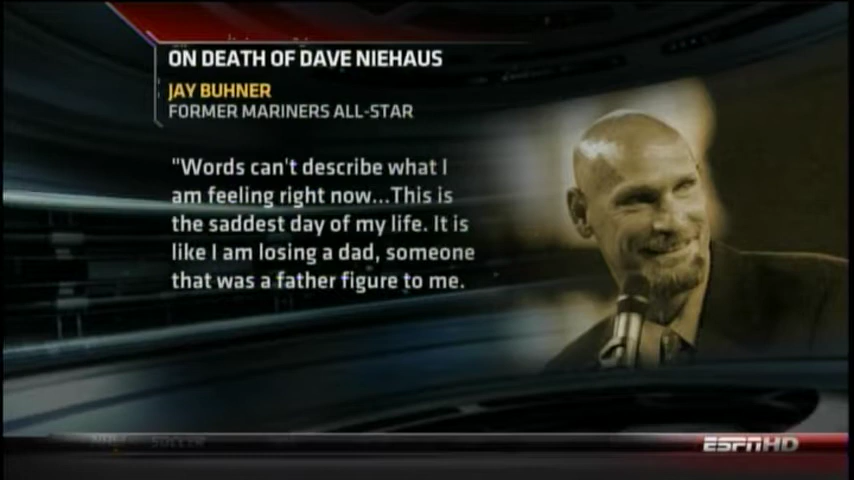 ON DEATH OF DAVE NIEHAUS
JAY BUHNER
FORMER MARINERS ALL-STAR
"Words can't describe what I
am feeling right now...This is
the saddest day of my life. It is
like I am losing a dad, someone
that was a father figure to me.
ESPN HD